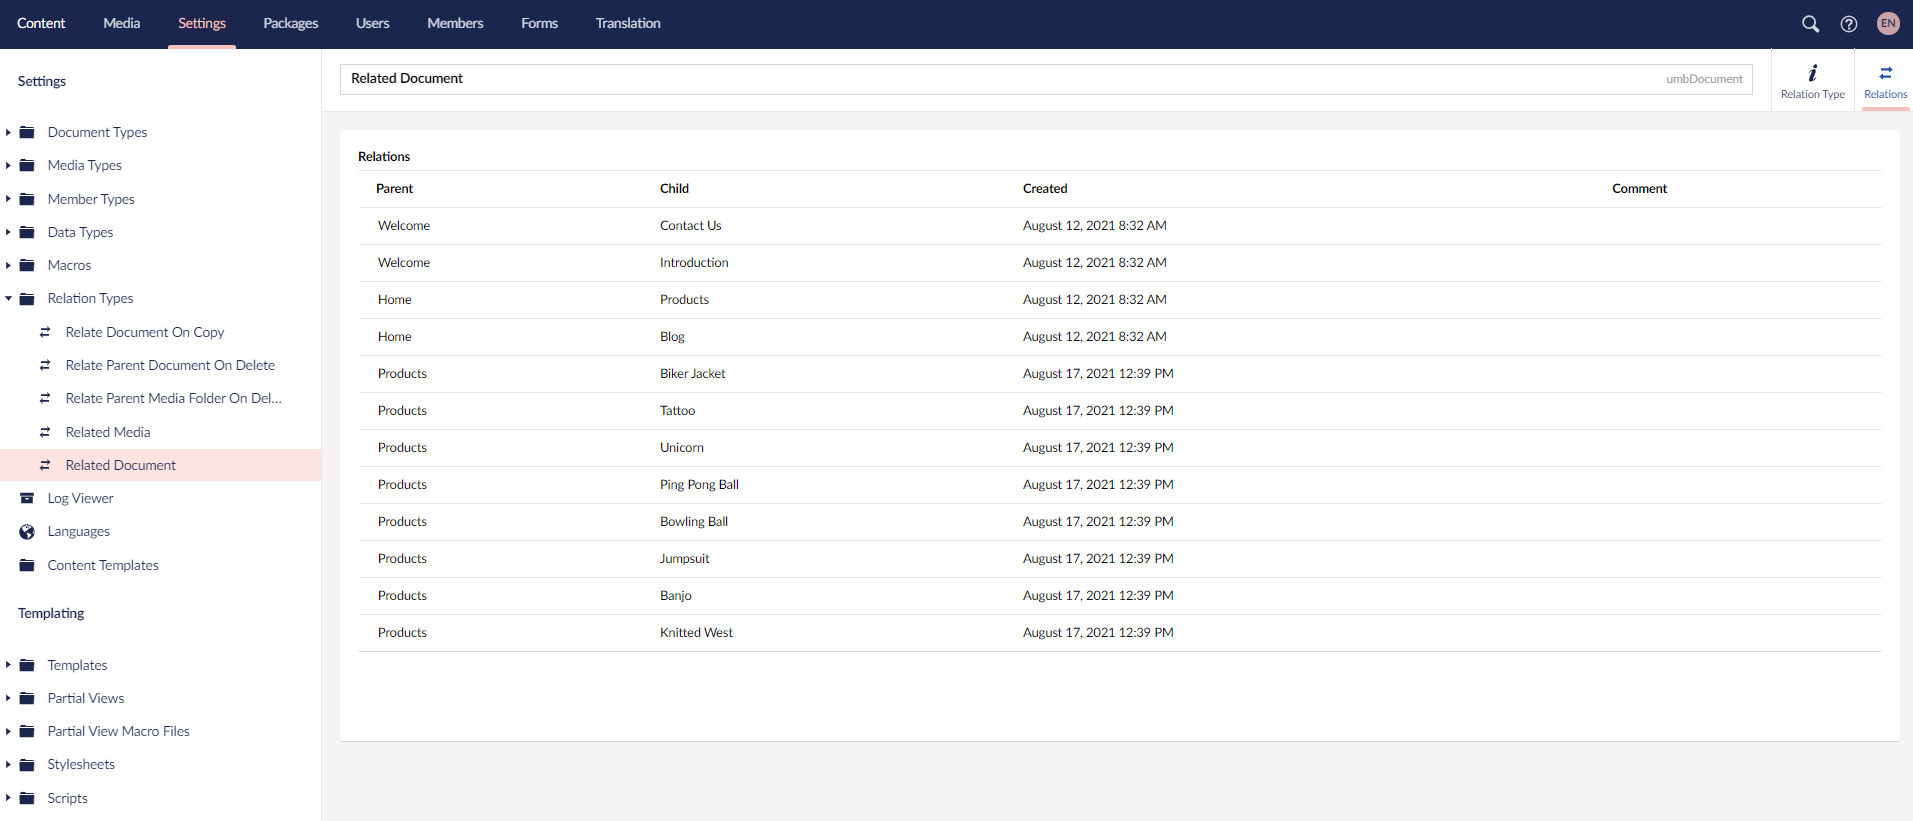 Content Media Settings Packages Users Members Forms Translation EN
Settings
Document Types
Media Types
Member Types
Data Types
Macros
Relation Types
Relate Document On Copy
Relate Parent Document On Delete
Relate Parent Media Folder On Del...
Related Media
Related Document
Log Viewer
Languages
Content Templates
Templating
Templates
Partial Views
Partial View Macro Files
Stylesheets
Scripts
Related Document umbDocument
Relation Type Relations
Relations
Parent Child Created Comment
Welcome Contact Us August 12, 2021 8:32 AM
Welcome Introduction August 12, 2021 8:32 AM
Home Products August 12, 2021 8:32 AM
Home Blog August 12, 2021 8:32 AM
Products Biker Jacket August 17, 2021 12:39 PM
Products Tattoo August 17, 2021 12:39 PM
Products Unicorn August 17, 2021 12:39 PM
Products Ping Pong Ball August 17, 2021 12:39 PM
Products Bowling Ball August 17, 2021 12:39 PM
Products Jumpsuit August 17, 2021 12:39 PM
Products Banjo August 17, 2021 12:39 PM
Products Knitted West August 17, 2021 12:39 PM